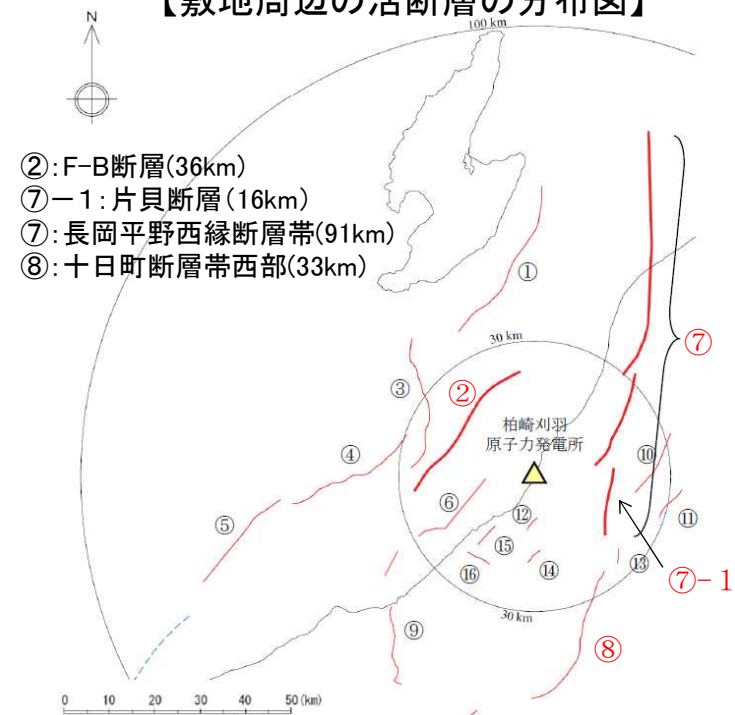 【敷地周辺の活断層の分布図】
N
100 km
②:F-B断層(36km)
⑦-1:片貝断層(16km)
⑦:長岡平野西縁断層帯(91km)
⑧:十日町断層帯西部(33km)
①
30 km
⑦
③
②
柏崎刈羽
原子力発電所
④
⑩
⑤
⑥
⑫
⑪
⑮
⑯
⑭
⑬
⑦-1
30 km
⑨
⑧
0 10 20 30 40 50(km)